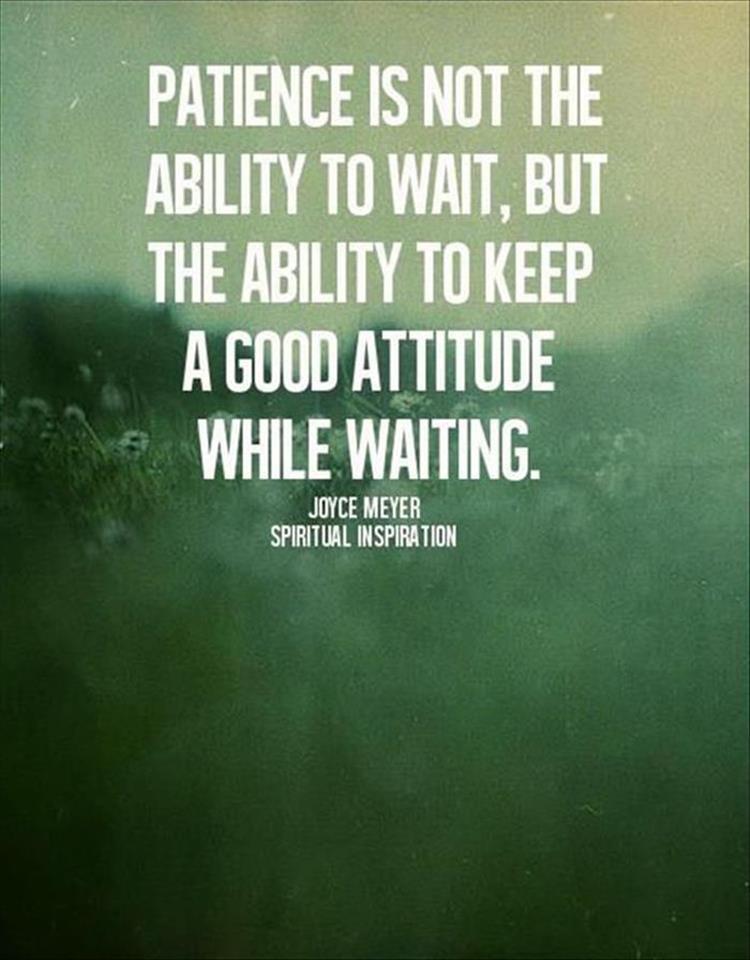 PATIENCE IS NOT THE
ABILITY TO WAIT, BUT
THE ABILITY TO KEEP
A GOOD ATTITUDE
WHILE WAITING.
JOYCE MEYER
SPIRITUAL INSPIRATION